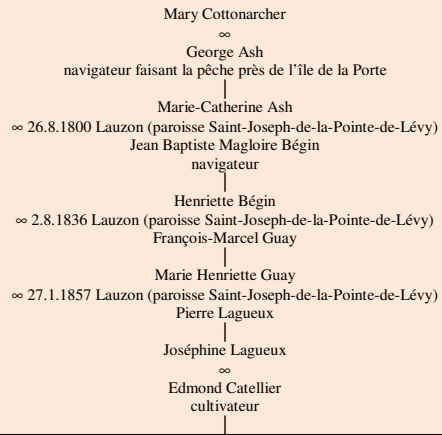 Mary Cottonarcher
∞
George Ash
navigateur faisant la pêche près de l'île de la Porte
Marie-Catherine Ash
∞ 26.8.1800 Lauzon (paroisse Saint-Joseph-de-la-Pointe-de-Lévy)
Jean Baptiste Magloire Bégin
navigateur
Henriette Bégin
∞ 2.8.1836 Lauzon (paroisse Saint-Joseph-de-la-Pointe-de-Lévy)
François-Marcel Guay
Marie Henriette Guay
∞ 27.1.1857 Lauzon (paroisse Saint-Joseph-de-la-Pointe-de-Lévy)
Pierre Lagueux
Joséphine Lagueux
∞
Edmond Catellier
cultivateur